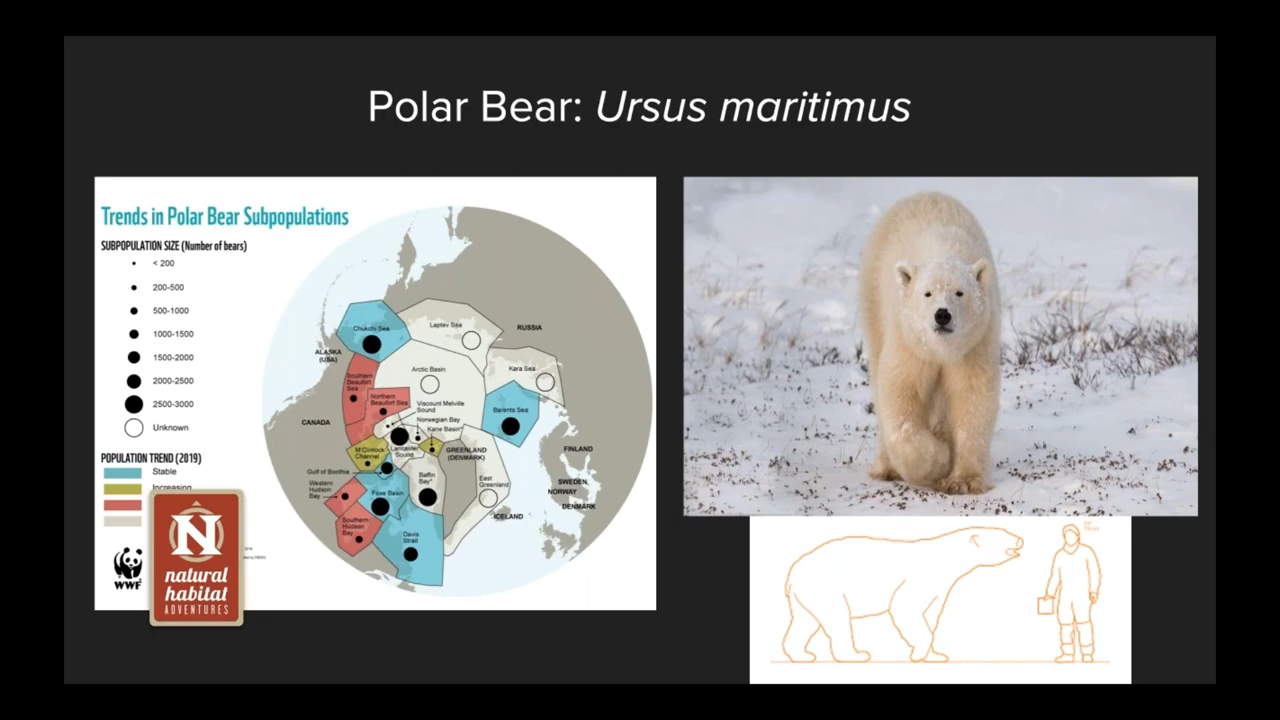 Polar Bear: Ursus maritimus
Trends in Polar Bear Subpopulations
SUBPOPULATION SIZE (Number of bears)
< 200
200-500
500-1000
1000-1500
1500-2000
2000-2500
2500-3000
Unknown
POPULATION TREND (2019)
Stable
Increasing
WWF
N
natural
habitat
ADVENTURES
Chukchi Sea
Laptev Sea
RUSSIA
ALASKA
(USA)
Arctic Basin
Kara Sea
Southern
Beaufort
Sea
Northern
Beaufort Sea
Viscount Melville
Sound
Norwegian Bay
Kane Basin*
Barents Sea
CANADA
M'Clintock
Channel
Lancaster
Sound
GREENLAND
(DENMARK)
FINLAND
Gulf of Boothia
Baffin
Bay*
East
Greenland
SWEDEN
NORWAY
DENMARK
Western
Hudson
Bay
Foxe Basin
ICELAND
Southern
Hudson
Bay
Davis
Strait